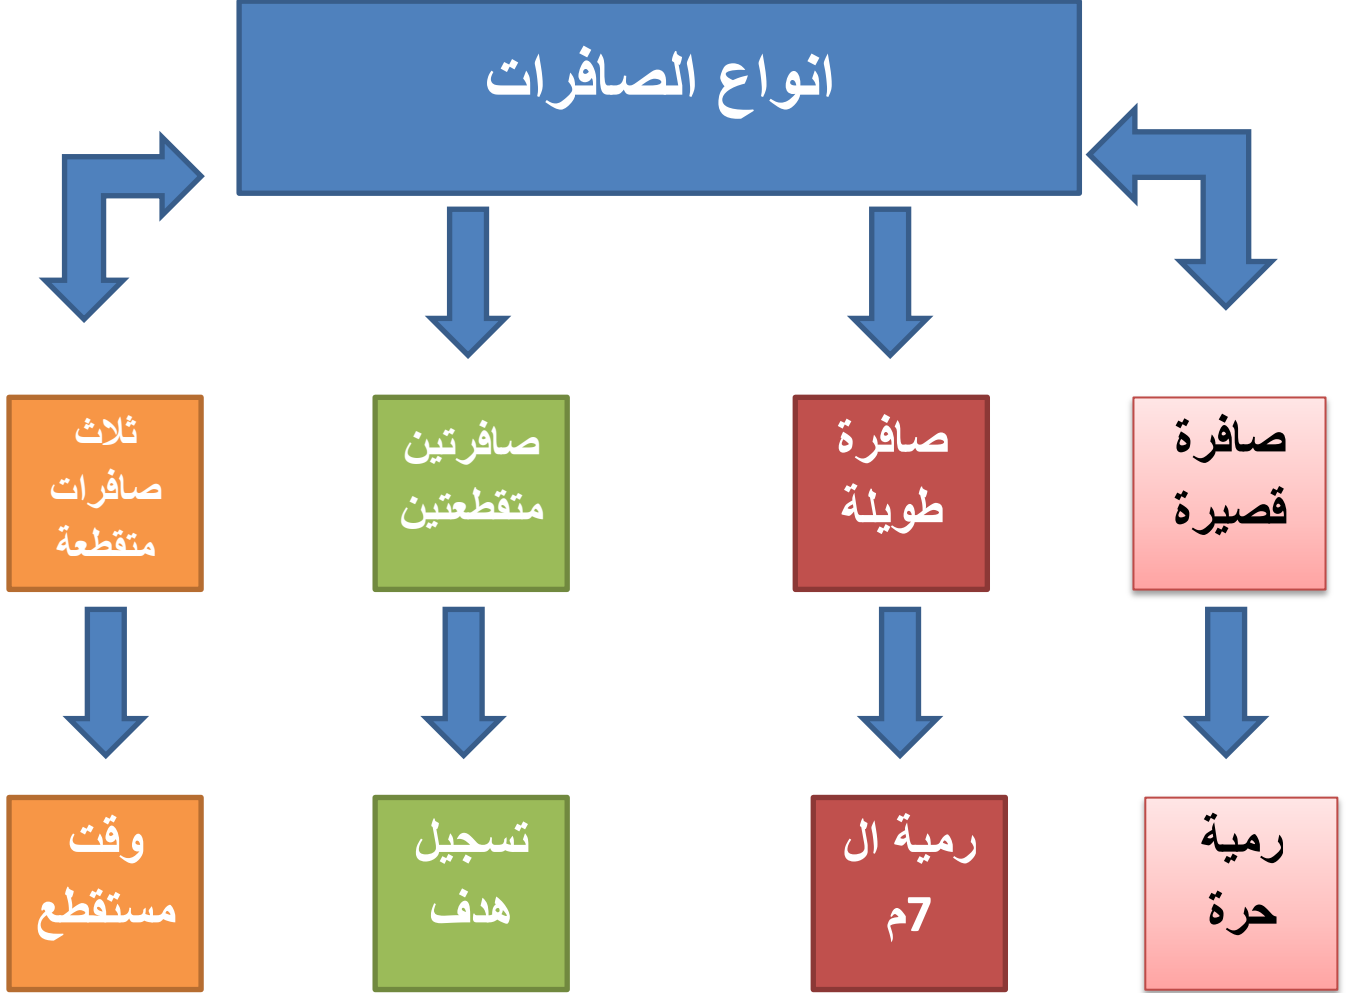 انواع الصافرات
صافرة
قصيرة
صافرة
طويلة
صافرتين
متقطعتين
ثلاث
صافرات
متقطعة
رمية
حرة
رمية ال
7م
تسجيل
هدف
وقت
مستقطع